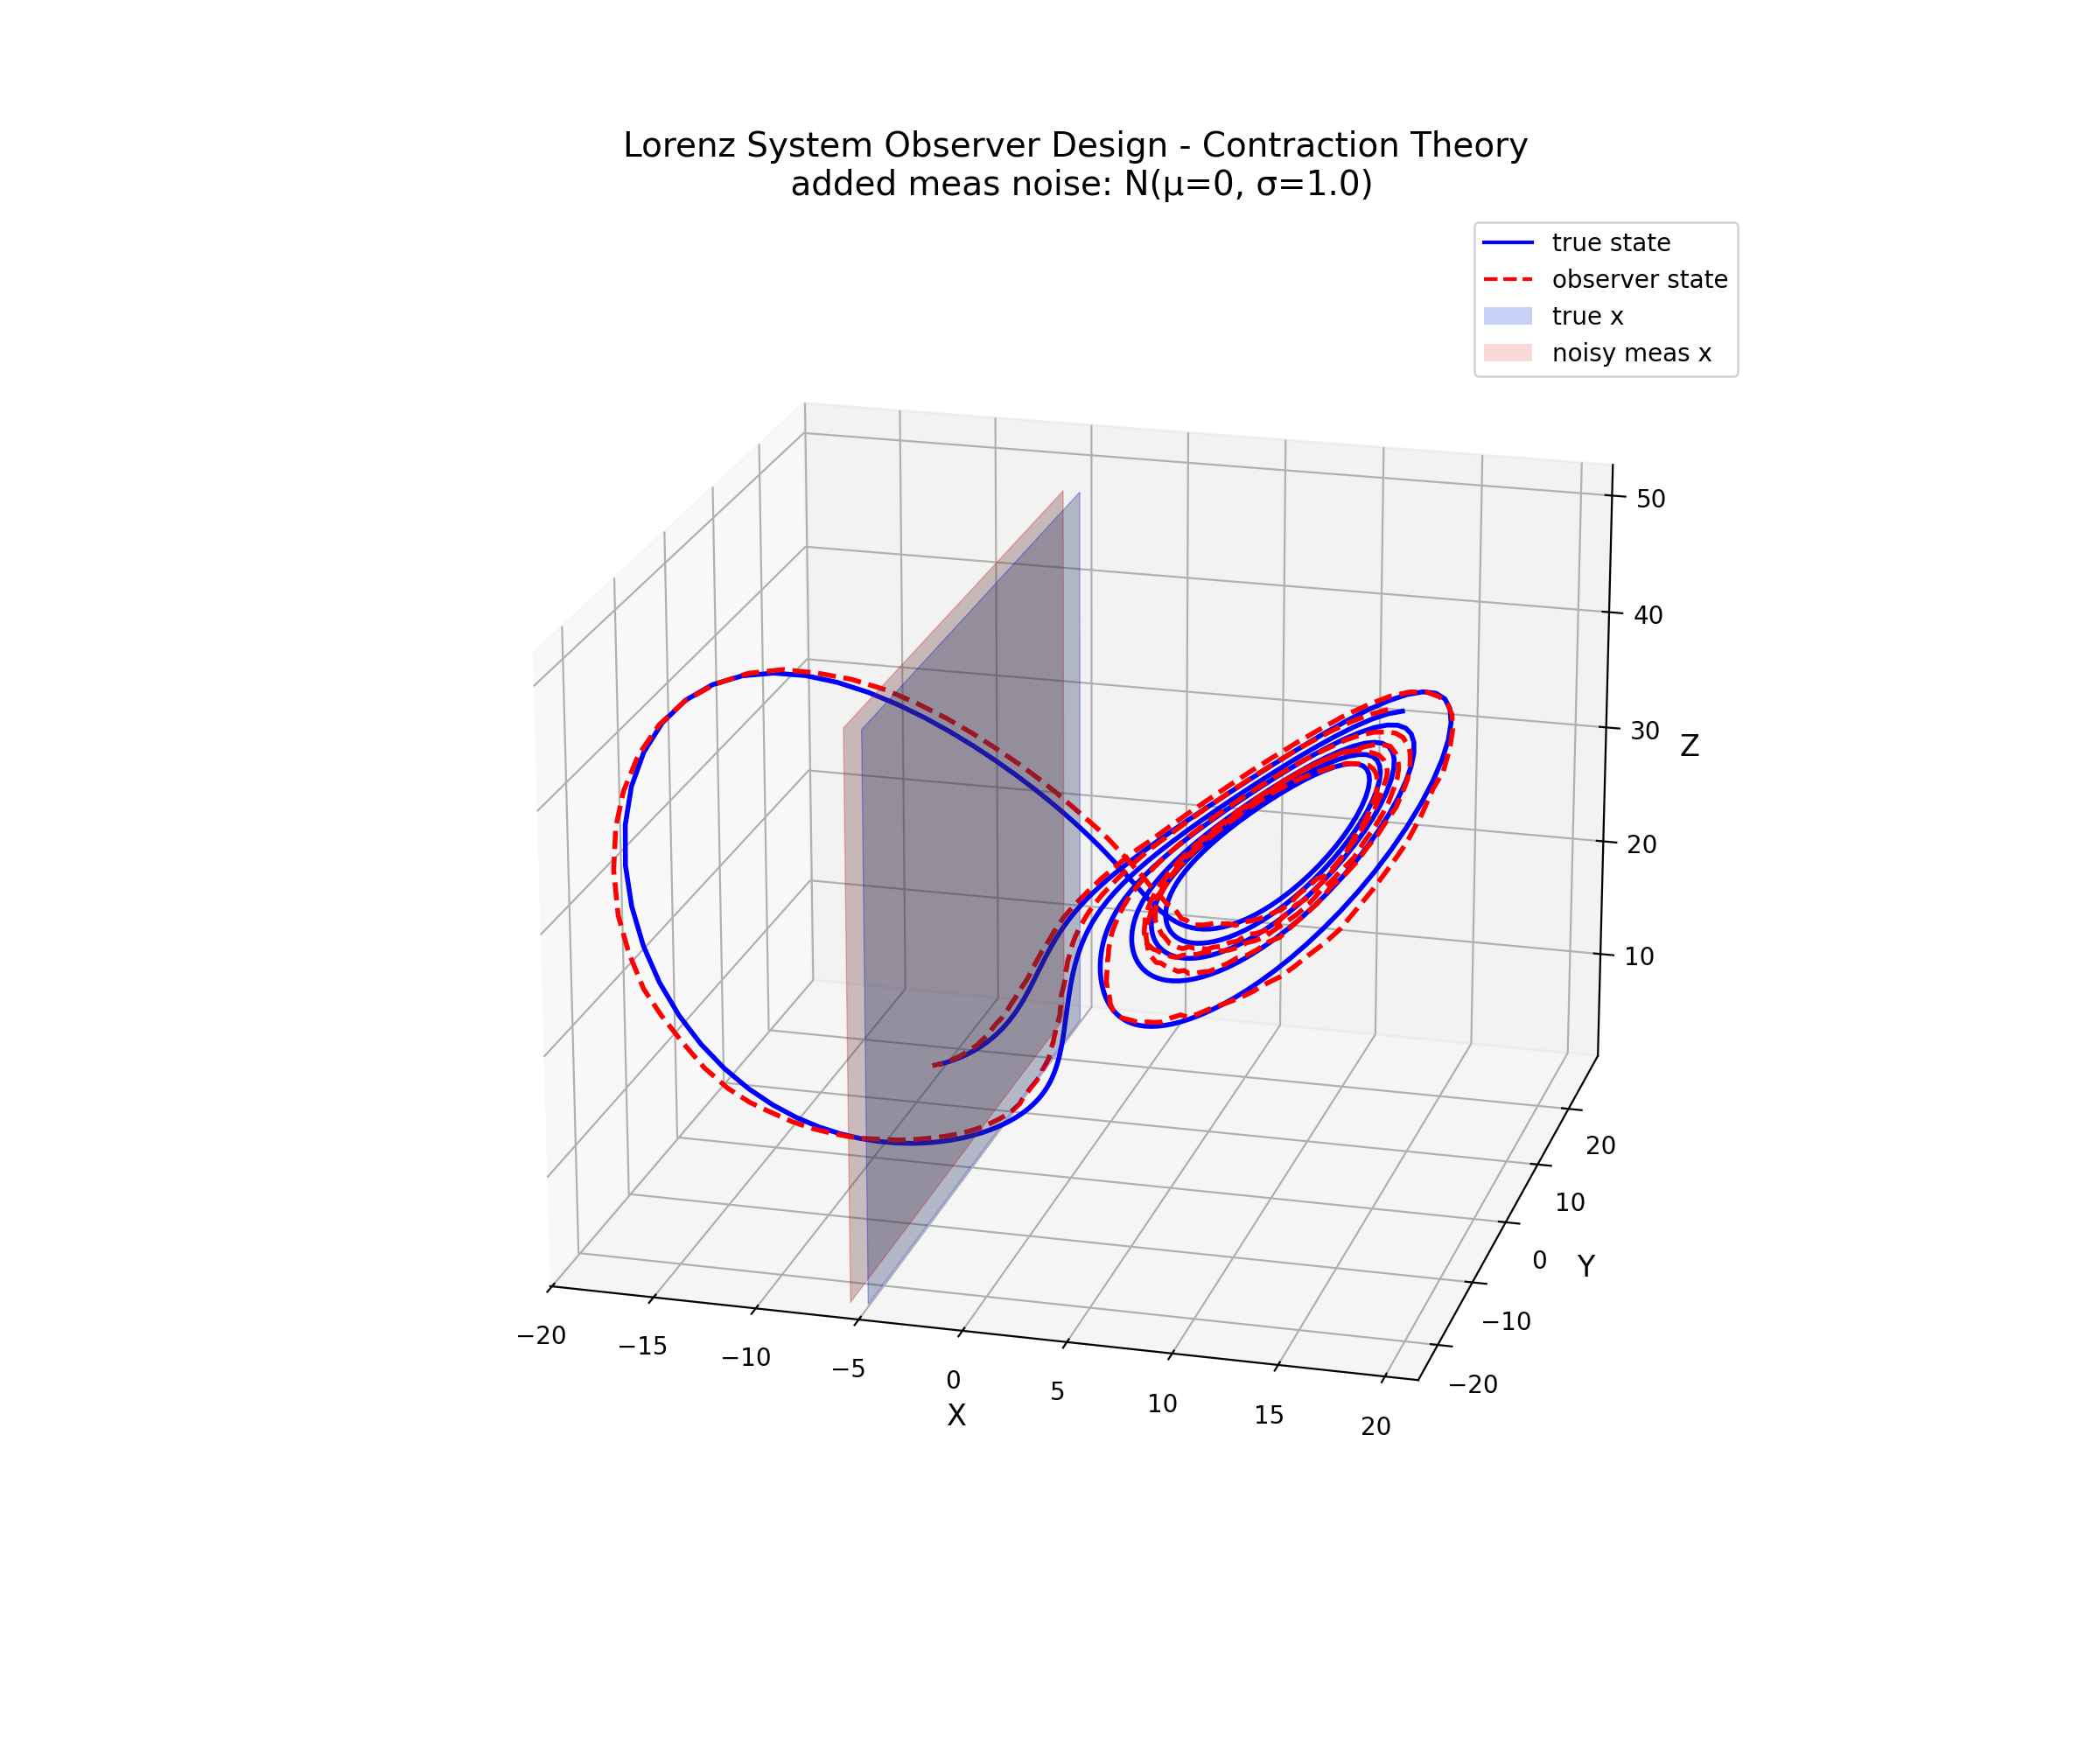 Lorenz System Observer Design - Contraction Theory
added meas noise: N(μ=0, σ=1.0)
true state
observer state
true x
noisy meas x
50
40
30
Z
20
10
20
10
0
Y
−10
−20
−20
−15
−10
−5
0
5
10
15
20
X